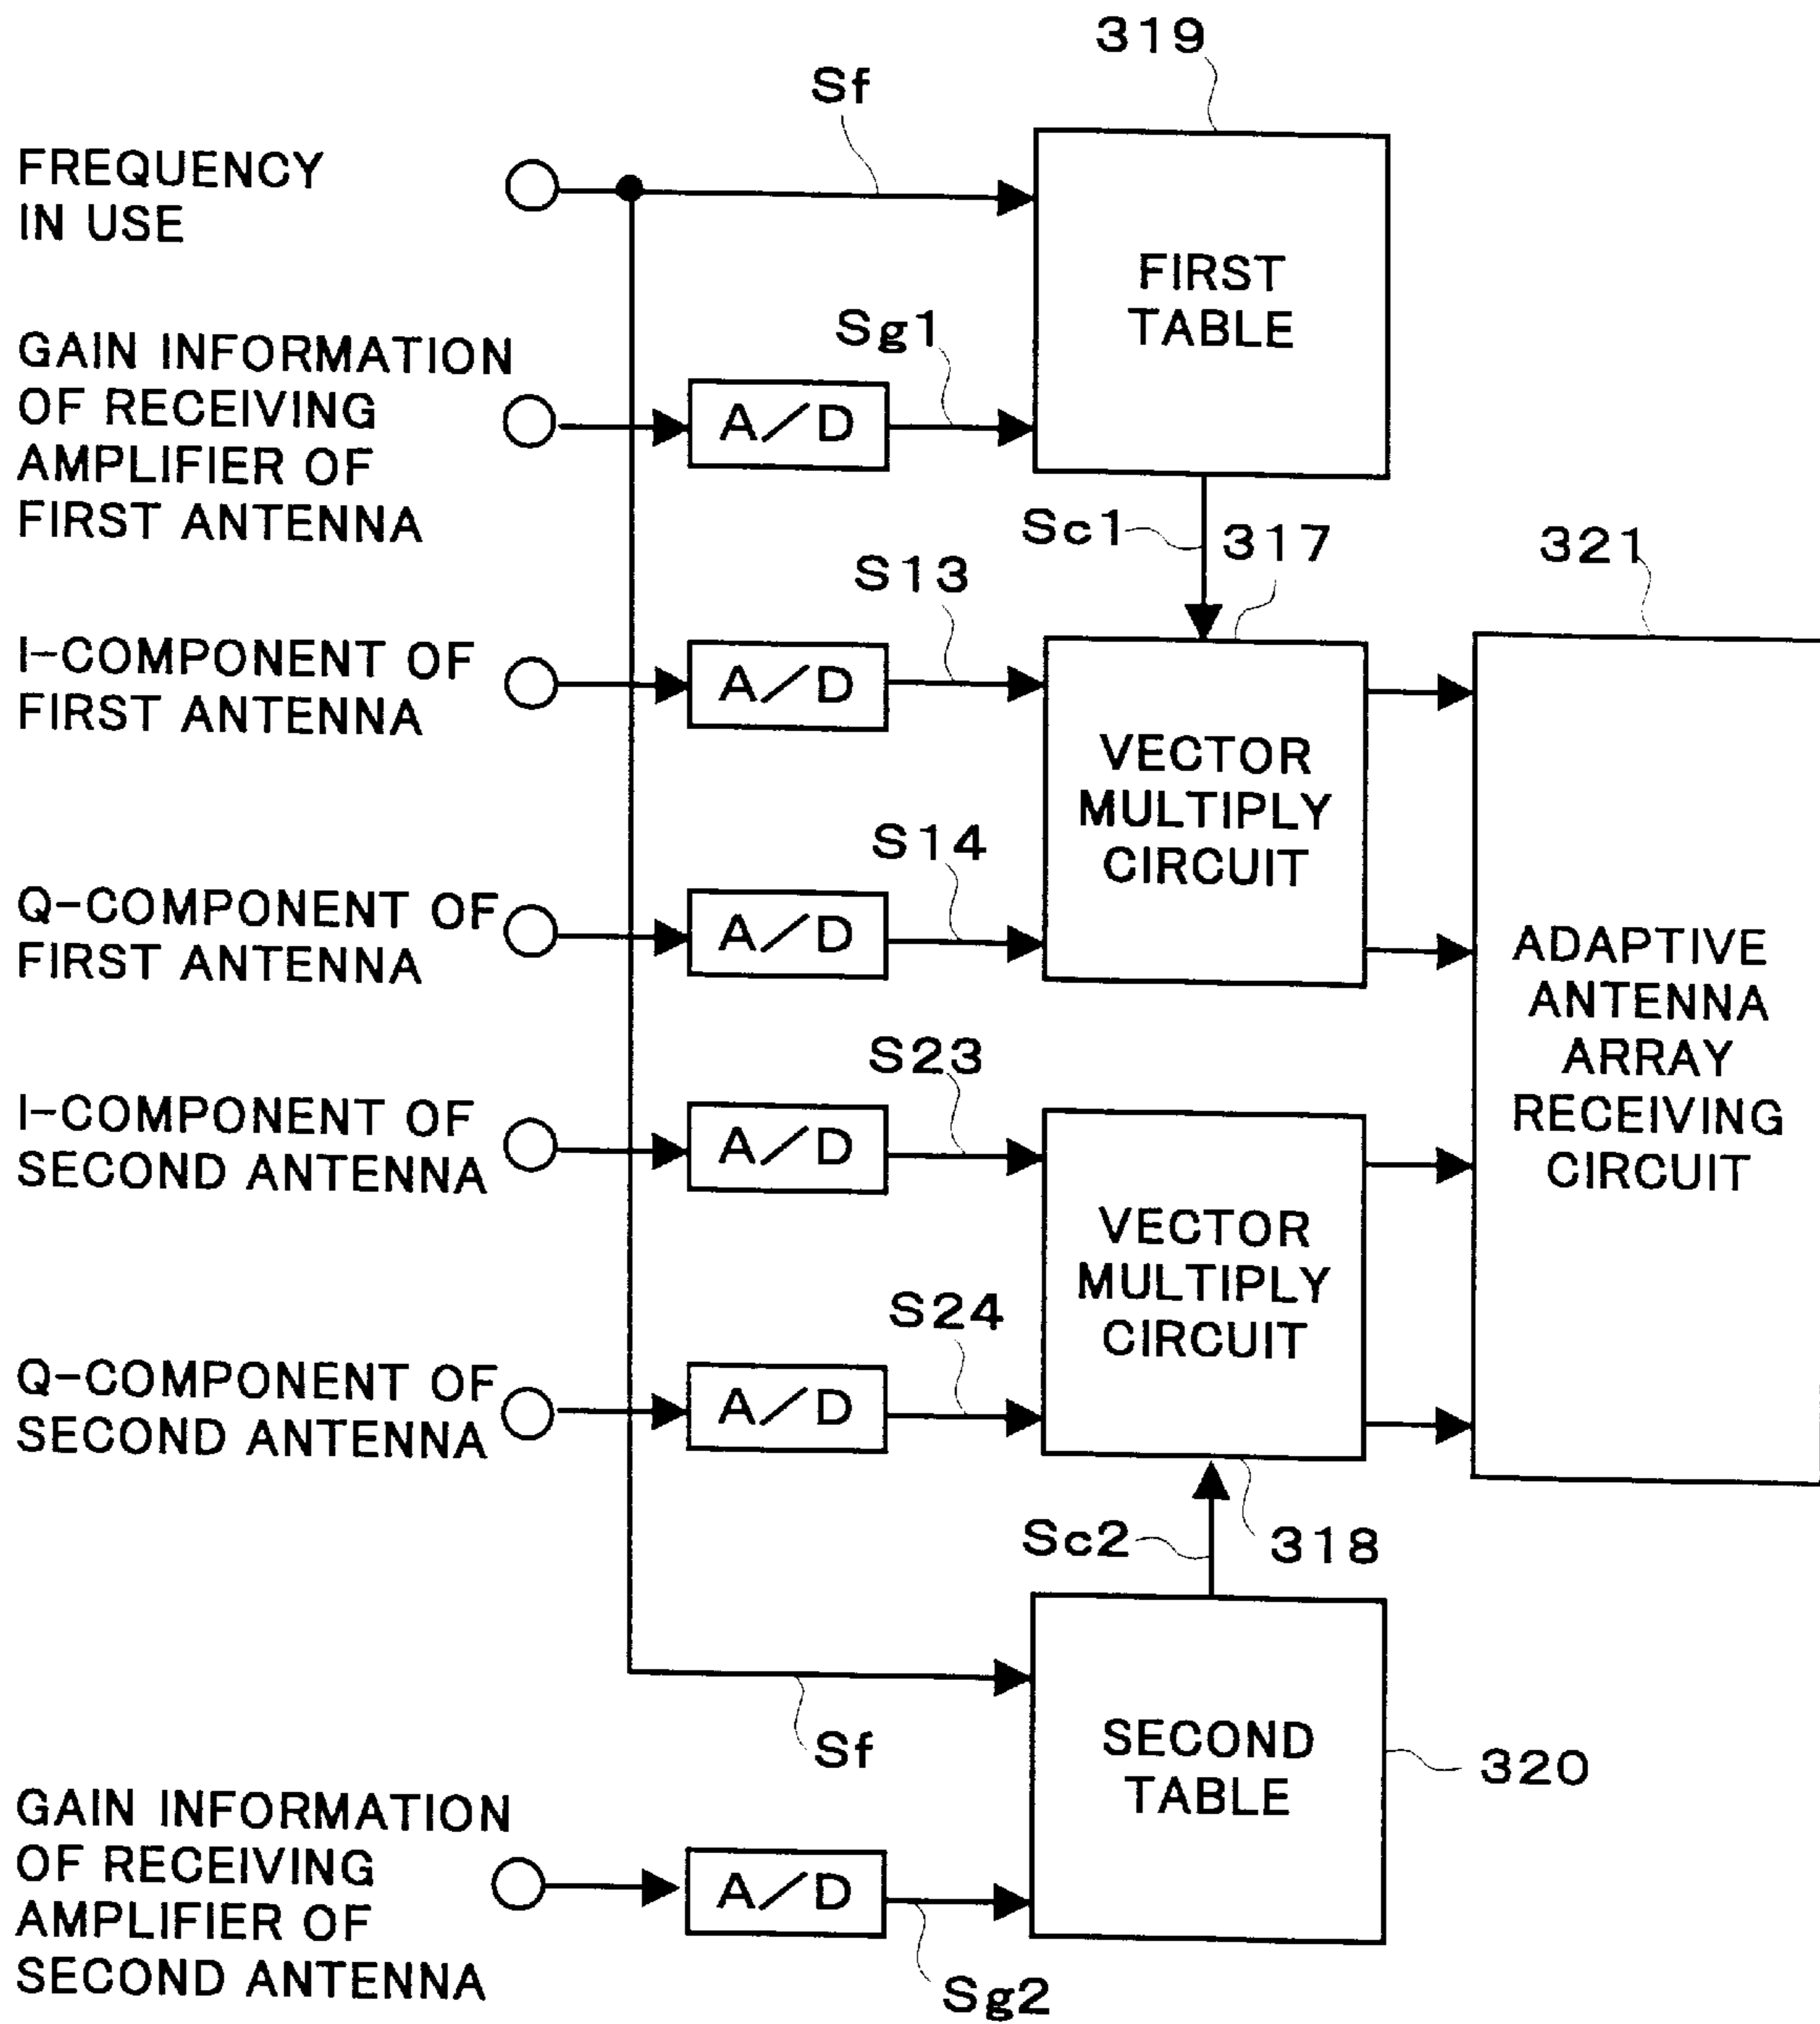 319
Sf
FREQUENCY
IN USE
FIRST
TABLE
GAIN INFORMATION
OF RECEIVING
AMPLIFIER OF
FIRST ANTENNA
Sg1
A/D
Sc1
317
321
I-COMPONENT OF
FIRST ANTENNA
S13
A/D
VECTOR
MULTIPLY
CIRCUIT
Q-COMPONENT OF
FIRST ANTENNA
S14
A/D
ADAPTIVE
ANTENNA
ARRAY
RECEIVING
CIRCUIT
I-COMPONENT OF
SECOND ANTENNA
S23
A/D
VECTOR
MULTIPLY
CIRCUIT
Q-COMPONENT OF
SECOND ANTENNA
S24
A/D
Sc2
318
Sf
SECOND
TABLE
320
GAIN INFORMATION
OF RECEIVING
AMPLIFIER OF
SECOND ANTENNA
A/D
Sg2